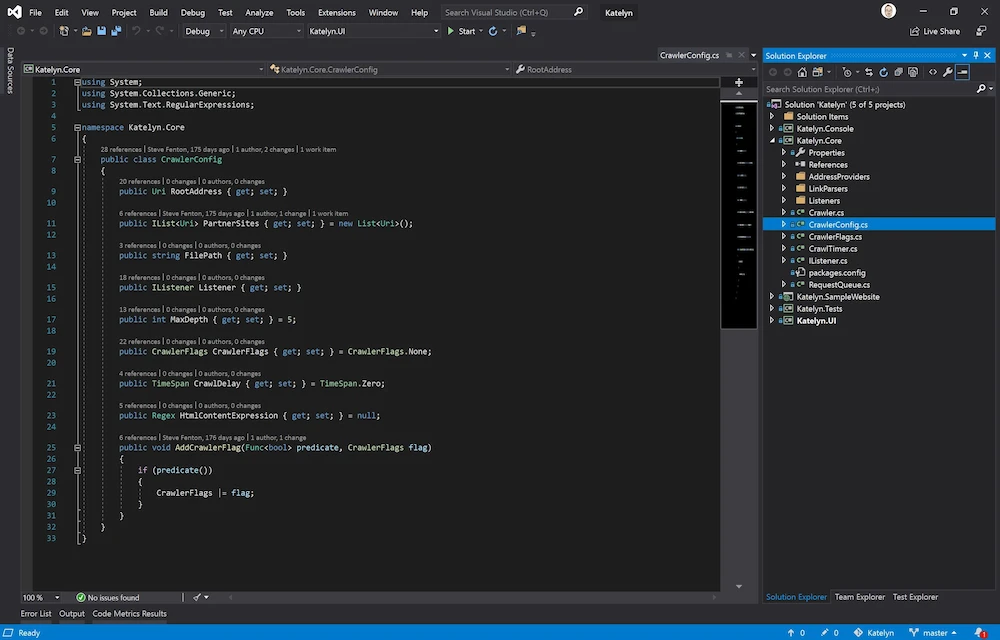 File Edit View Project Build Debug Test Analyze Tools Extensions Window Help Search Visual Studio (Ctrl+Q) Katelyn
Debug Any CPU Katelyn.UI Start Live Share
Data Sources
CrawlerConfig.cs
Katelyn.Core Katelyn.Core.CrawlerConfig RootAddress
1 using System;
2 using System.Collections.Generic;
3 using System.Text.RegularExpressions;
4
5 namespace Katelyn.Core
6 {
28 references | Steve Fenton, 175 days ago | 1 author, 2 changes | 1 work item
7 public class CrawlerConfig
8 {
20 references | 0 changes | 0 authors, 0 changes
9 public Uri RootAddress { get; set; }
10
6 references | Steve Fenton, 175 days ago | 1 author, 1 change | 1 work item
11 public IList<Uri> PartnerSites { get; set; } = new List<Uri>();
12
3 references | 0 changes | 0 authors, 0 changes
13 public string FilePath { get; set; }
14
18 references | 0 changes | 0 authors, 0 changes
15 public IListener Listener { get; set; }
16
13 references | 0 changes | 0 authors, 0 changes
17 public int MaxDepth { get; set; } = 5;
18
22 references | 0 changes | 0 authors, 0 changes
19 public CrawlerFlags CrawlerFlags { get; set; } = CrawlerFlags.None;
20
4 references | 0 changes | 0 authors, 0 changes
21 public TimeSpan CrawlDelay { get; set; } = TimeSpan.Zero;
22
5 references | 0 changes | 0 authors, 0 changes
23 public Regex HtmlContentExpression { get; set; } = null;
24
6 references | Steve Fenton, 176 days ago | 1 author, 1 change
25 public void AddCrawlerFlag(Func<bool> predicate, CrawlerFlags flag)
26 {
27 if (predicate())
28 {
29 CrawlerFlags |= flag;
30 }
31 }
32 }
33 }
100 % No issues found
Error List Output Code Metrics Results
Solution Explorer
Search Solution Explorer (Ctrl+;)
Solution 'Katelyn' (5 of 5 projects)
Solution Items
Katelyn.Console
Katelyn.Core
Properties
References
AddressProviders
LinkParsers
Listeners
Crawler.cs
CrawlerConfig.cs
CrawlerFlags.cs
CrawlTimer.cs
IListener.cs
packages.config
RequestQueue.cs
Katelyn.SampleWebsite
Katelyn.Tests
Katelyn.UI
Solution Explorer Team Explorer Test Explorer
Ready 0 0 Katelyn master 1